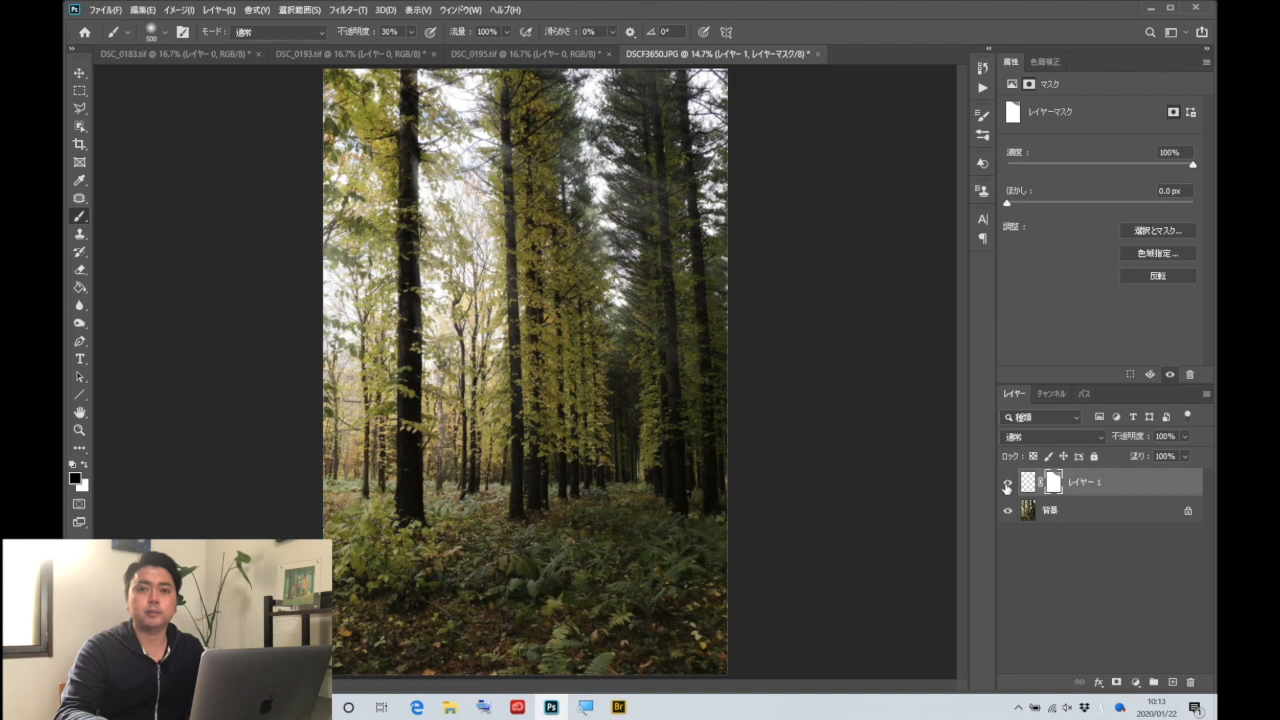 Ps ファイル(F) 編集(E) イメージ(I) レイヤー(L) 書式(Y) 選択範囲(S) フィルター(T) 3D(D) 表示(V) ウィンドウ(W) ヘルプ(H)
500 モード： 通常 不透明度： 30% 流量： 100% 滑らかさ： 0% 0°
DSC_0183.tif @ 16.7% (レイヤー 0, RGB/8) * × DSC_0193.tif @ 16.7% (レイヤー 0, RGB/8) * × DSC_0195.tif @ 16.7% (レイヤー 0, RGB/8) * × DSCF3650.JPG @ 14.7% (レイヤー 1, レイヤーマスク/8) * ×
属性 色調補正
マスク
レイヤーマスク
濃度： 100%
ぼかし： 0.0 px
調整： 選択とマスク...
色域指定...
反転
レイヤー チャンネル パス
種類
通常 不透明度： 100%
ロック： 塗り： 100%
レイヤー 1
背景
fx
Ps Br
10:13
2020/01/22